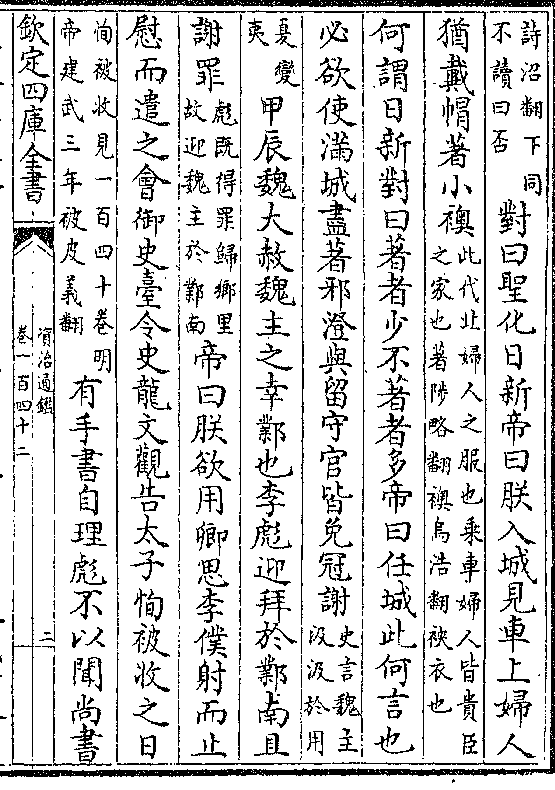 詩沼翻下同
不讀曰否
對曰聖化日新帝曰朕入城見車上婦人
猶戴帽著小襖
此代北婦人之服也乘車婦人皆貴臣
之家也著陟略翻襖烏浩翻袂衣也
何謂日新對曰著者少不著者多帝曰任城此何言也
必欲使滿城盡著邪澄與留守官皆免冠謝
史言魏主
汲汲於用
夏變
夷
甲辰魏大赦魏主之幸鄴也李彪迎拜於鄴南且
謝罪
彪既得罪歸鄉里
故迎魏主於鄴南
帝曰朕欲用卿思李僕射而止
慰而遣之會御史臺令史龍文觀告太子恂被收之日
恂被收見一百四十卷明
帝建武三年被皮義翻
有手書自理彪不以聞尚書
欽定四庫全書
資治通鑑
卷一百四十二
二